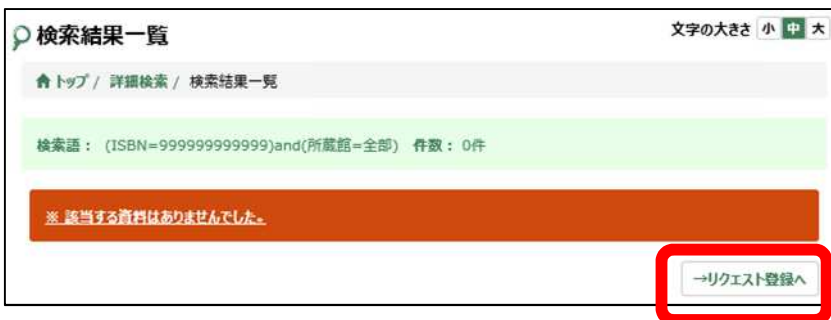 検索結果一覧
文字の大きさ 小 中 大
トップ / 詳細検索 / 検索結果一覧
検索語: (ISBN=999999999999)and(所蔵館=全部) 件数: 0件
※ 該当する資料はありませんでした。
→リクエスト登録へ